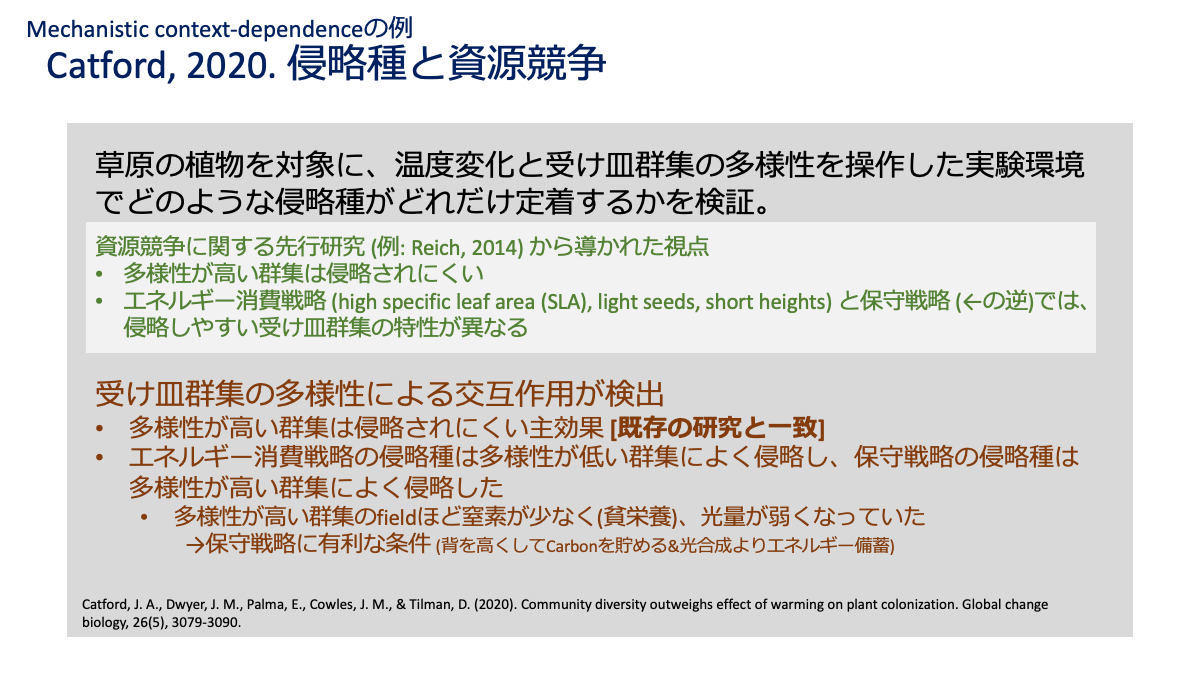 Mechanistic context-dependenceの例
Catford, 2020. 侵略種と資源競争
草原の植物を対象に、温度変化と受け皿群集の多様性を操作した実験環境
でどのような侵略種がどれだけ定着するかを検証。
資源競争に関する先行研究 (例: Reich, 2014) から導かれた視点
• 多様性が高い群集は侵略されにくい
• エネルギー消費戦略 (high specific leaf area (SLA), light seeds, short heights) と保守戦略 (←の逆)では、
侵略しやすい受け皿群集の特性が異なる
受け皿群集の多様性による交互作用が検出
• 多様性が高い群集は侵略されにくい主効果 [既存の研究と一致]
• エネルギー消費戦略の侵略種は多様性が低い群集によく侵略し、保守戦略の侵略種は
多様性が高い群集によく侵略した
• 多様性が高い群集のfieldほど窒素が少なく(貧栄養)、光量が弱くなっていた
→保守戦略に有利な条件 (背を高くしてCarbonを貯める&光合成よりエネルギー備蓄)
Catford, J. A., Dwyer, J. M., Palma, E., Cowles, J. M., & Tilman, D. (2020). Community diversity outweighs effect of warming on plant colonization. Global change
biology, 26(5), 3079-3090.